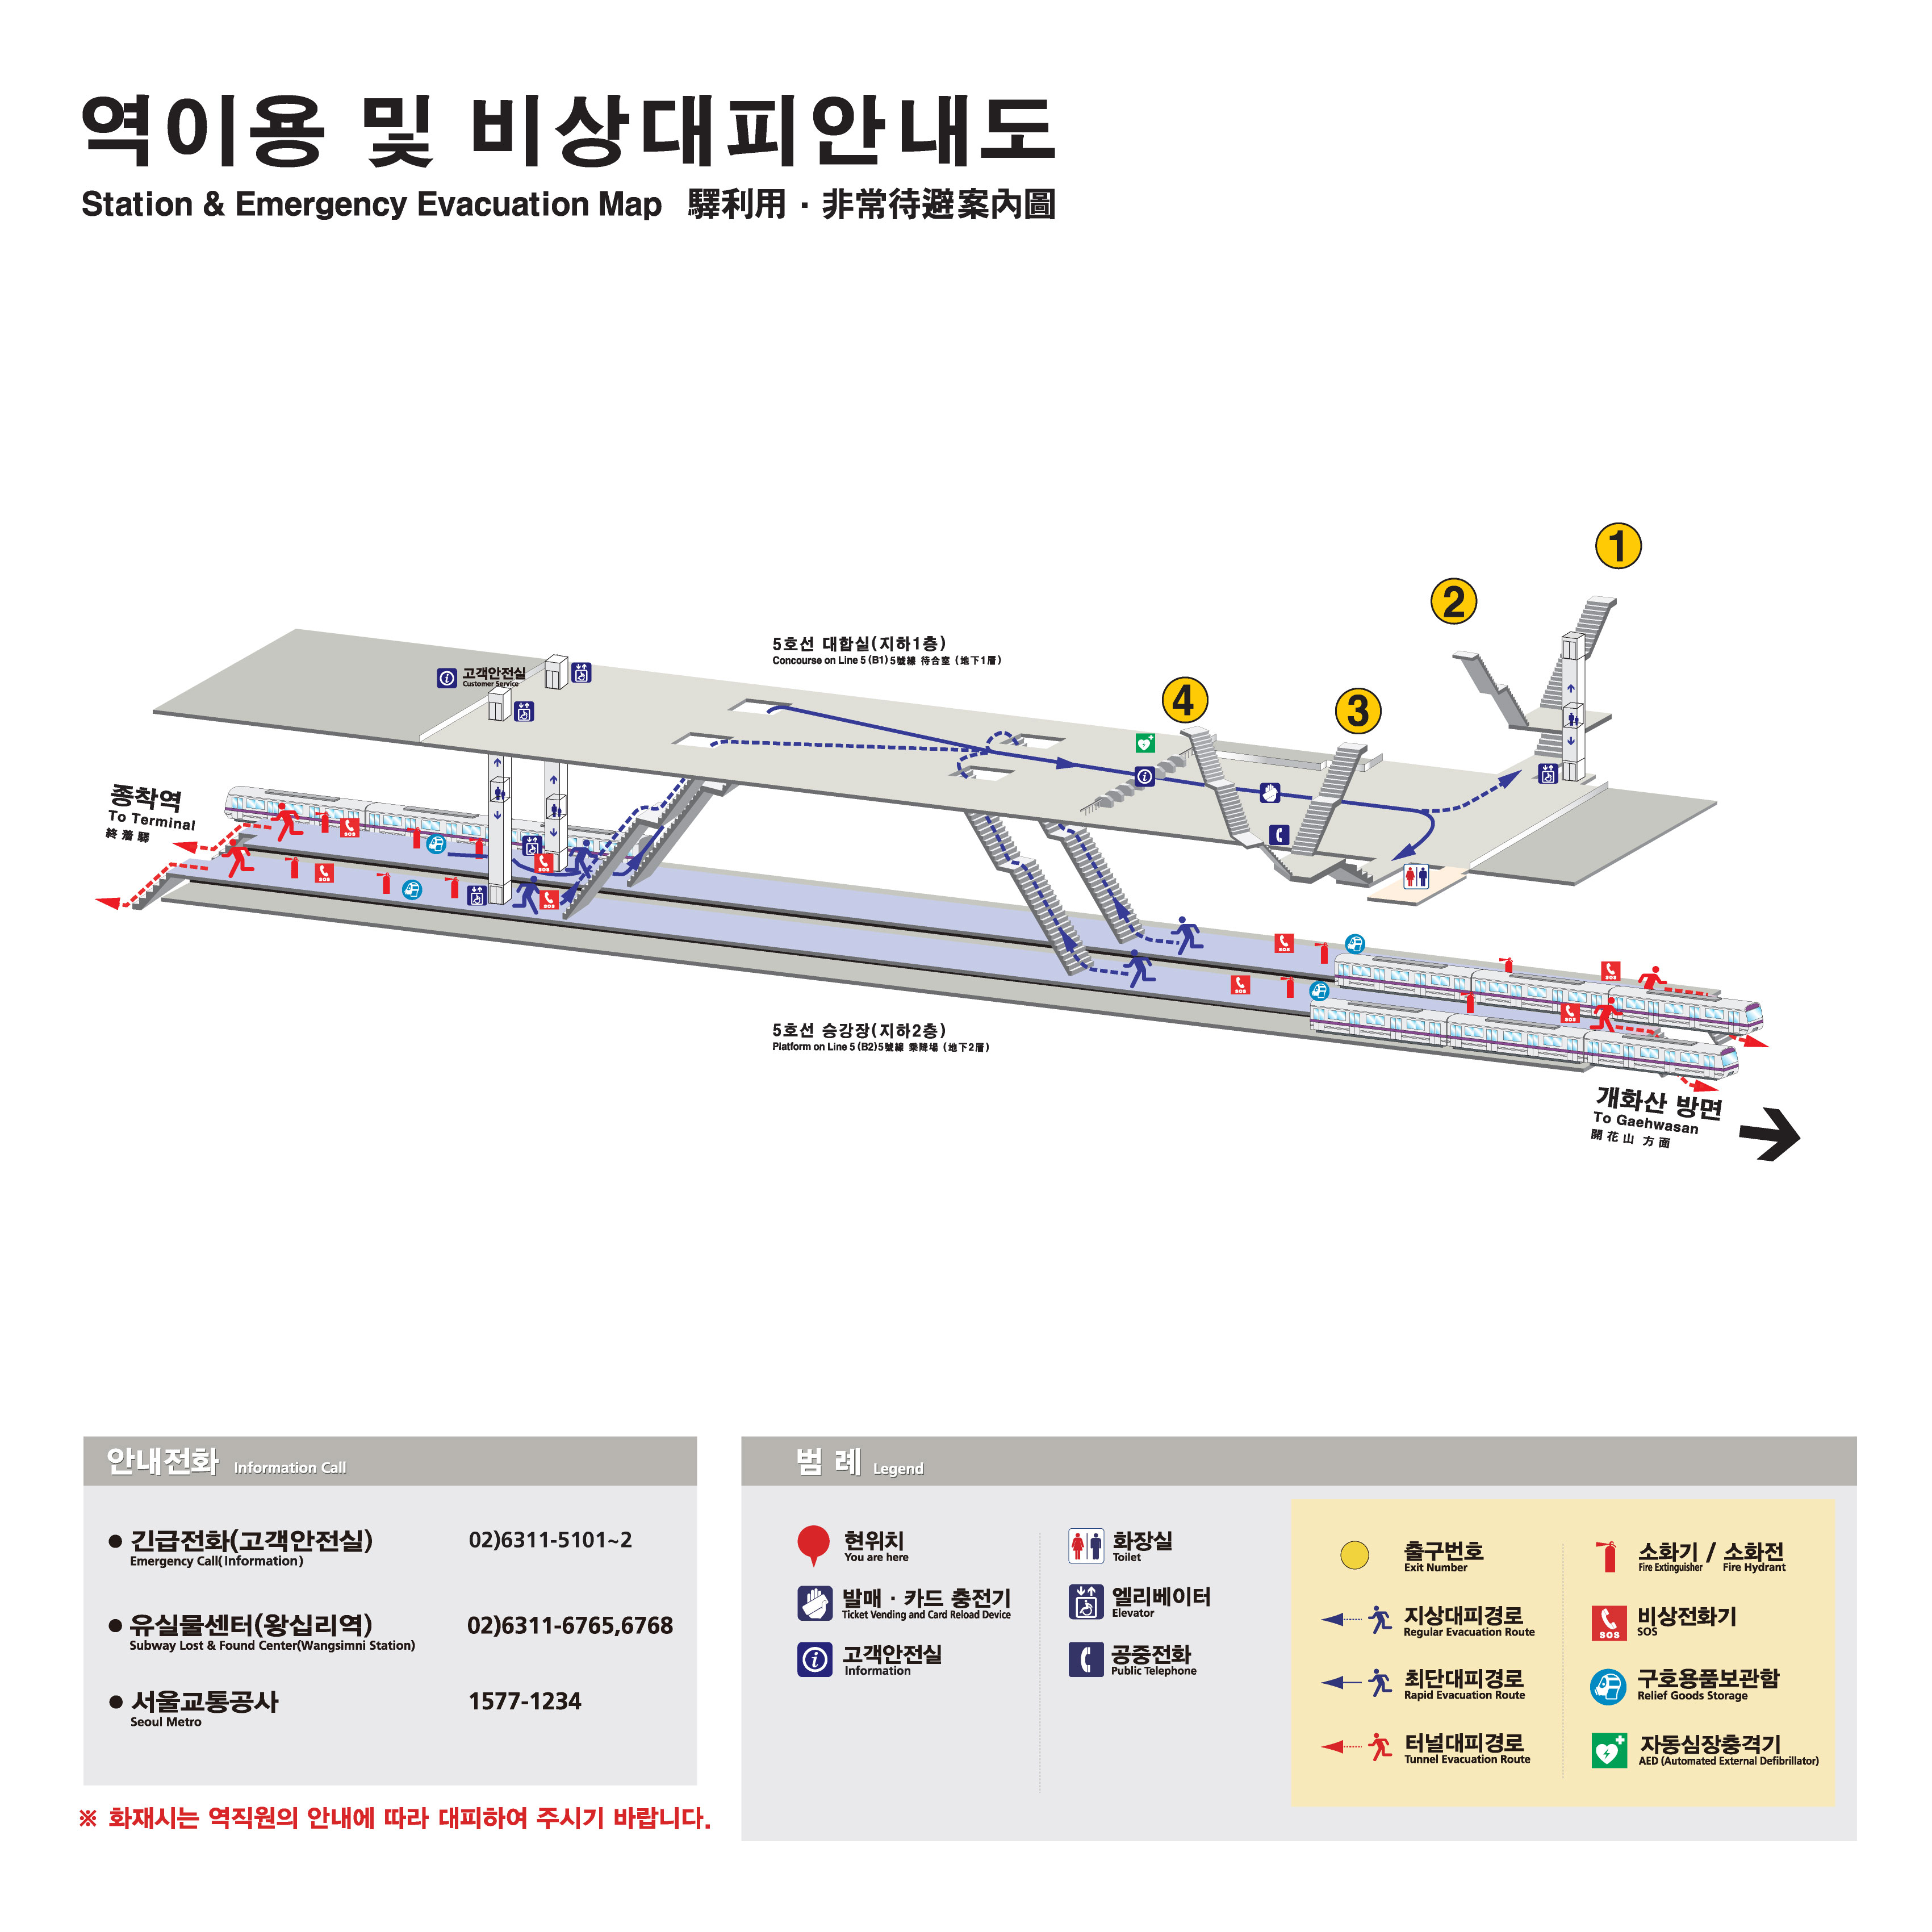 역이용 및 비상대피안내도
Station & Emergency Evacuation Map 驛利用 · 非常待避案內圖
1
2
5호선 대합실(지하1층)
Concourse on Line 5 (B1) 5號線 待合室 (地下1層)
고객안전실
Customer Service
4
3
종착역
To Terminal
終着驛
SOS
SOS
SOS
SOS
SOS
SOS
SOS
SOS
5호선 승강장(지하2층)
Platform on Line 5 (B2) 5號線 乘降場 (地下2層)
개화산 방면
To Gaehwasan
開花山 方面
안내전화 Information Call
긴급전화(고객안전실) 02)6311-5101~2
Emergency Call(Information)
유실물센터(왕십리역) 02)6311-6765,6768
Subway Lost & Found Center(Wangsimni Station)
서울교통공사 1577-1234
Seoul Metro
※ 화재시는 역직원의 안내에 따라 대피하여 주시기 바랍니다.
범 례 Legend
현위치
You are here
발매 · 카드 충전기
Ticket Vending and Card Reload Device
고객안전실
Information
화장실
Toilet
엘리베이터
Elevator
공중전화
Public Telephone
출구번호
Exit Number
지상대피경로
Regular Evacuation Route
최단대피경로
Rapid Evacuation Route
터널대피경로
Tunnel Evacuation Route
소화기 / 소화전
Fire Extinguisher Fire Hydrant
SOS
비상전화기
SOS
구호용품보관함
Relief Goods Storage
자동심장충격기
AED (Automated External Defibrillator)